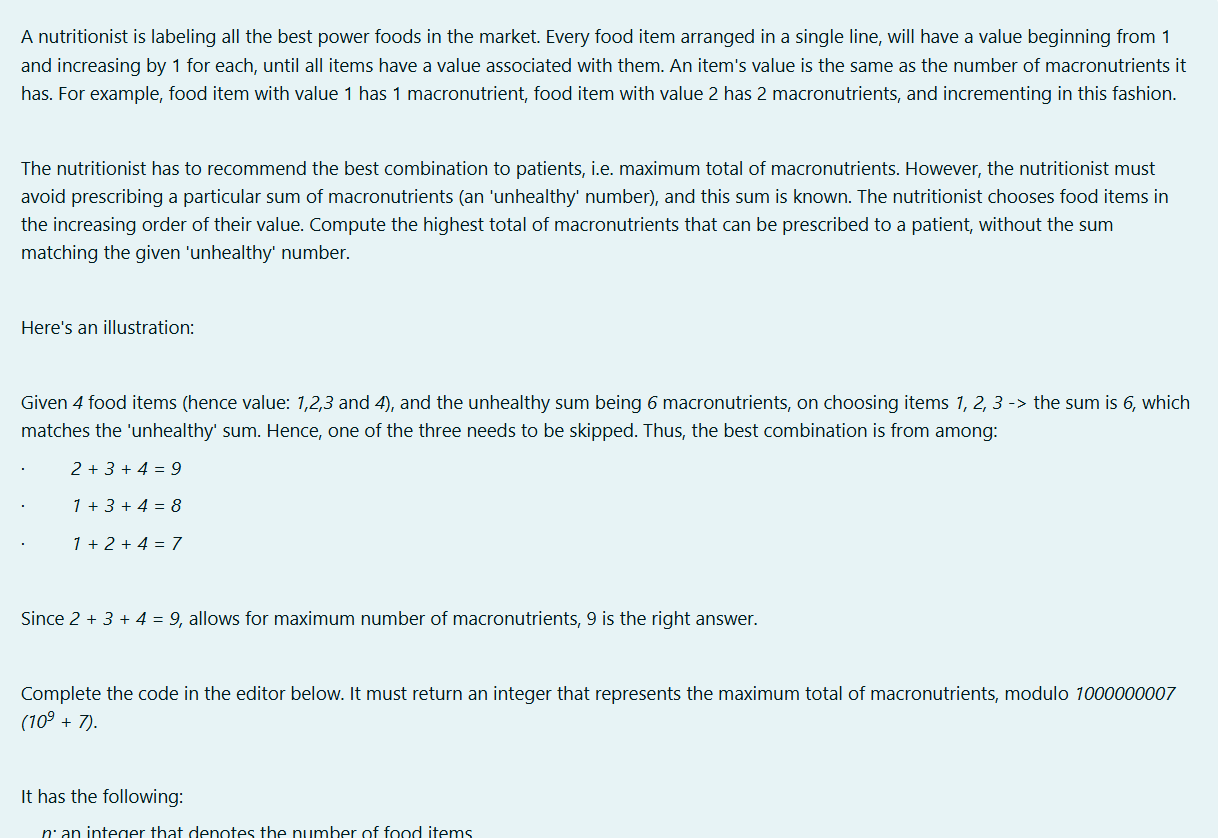 A nutritionist is labeling all the best power foods in the market. Every food item arranged in a single line, will have a value beginning from 1
and increasing by 1 for each, until all items have a value associated with them. An item's value is the same as the number of macronutrients it
has. For example, food item with value 1 has 1 macronutrient, food item with value 2 has 2 macronutrients, and incrementing in this fashion.
The nutritionist has to recommend the best combination to patients, i.e. maximum total of macronutrients. However, the nutritionist must
avoid prescribing a particular sum of macronutrients (an 'unhealthy' number), and this sum is known. The nutritionist chooses food items in
the increasing order of their value. Compute the highest total of macronutrients that can be prescribed to a patient, without the sum
matching the given 'unhealthy' number.
Here's an illustration:
Given 4 food items (hence value: 1,2,3 and 4), and the unhealthy sum being 6 macronutrients, on choosing items 1, 2, 3 -> the sum is 6, which
matches the 'unhealthy' sum. Hence, one of the three needs to be skipped. Thus, the best combination is from among:
· 2 + 3 + 4 = 9
· 1 + 3 + 4 = 8
· 1 + 2 + 4 = 7
Since 2 + 3 + 4 = 9, allows for maximum number of macronutrients, 9 is the right answer.
Complete the code in the editor below. It must return an integer that represents the maximum total of macronutrients, modulo 1000000007
(10⁹ + 7).
It has the following:
n: an integer that denotes the number of food items